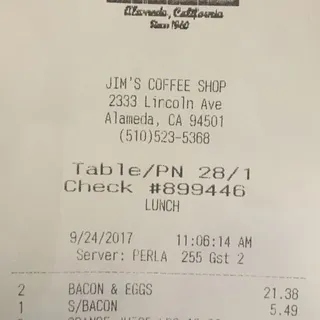 Alameda, California
Since 1960
JIM'S COFFEE SHOP
2333 Lincoln Ave
Alameda, CA 94501
(510)523-5368
Table/PN 28/1
Check #899446
LUNCH
9/24/2017 11:06:14 AM
Server: PERLA 255 Gst 2
2 BACON & EGGS 21.38
1 S/BACON 5.49